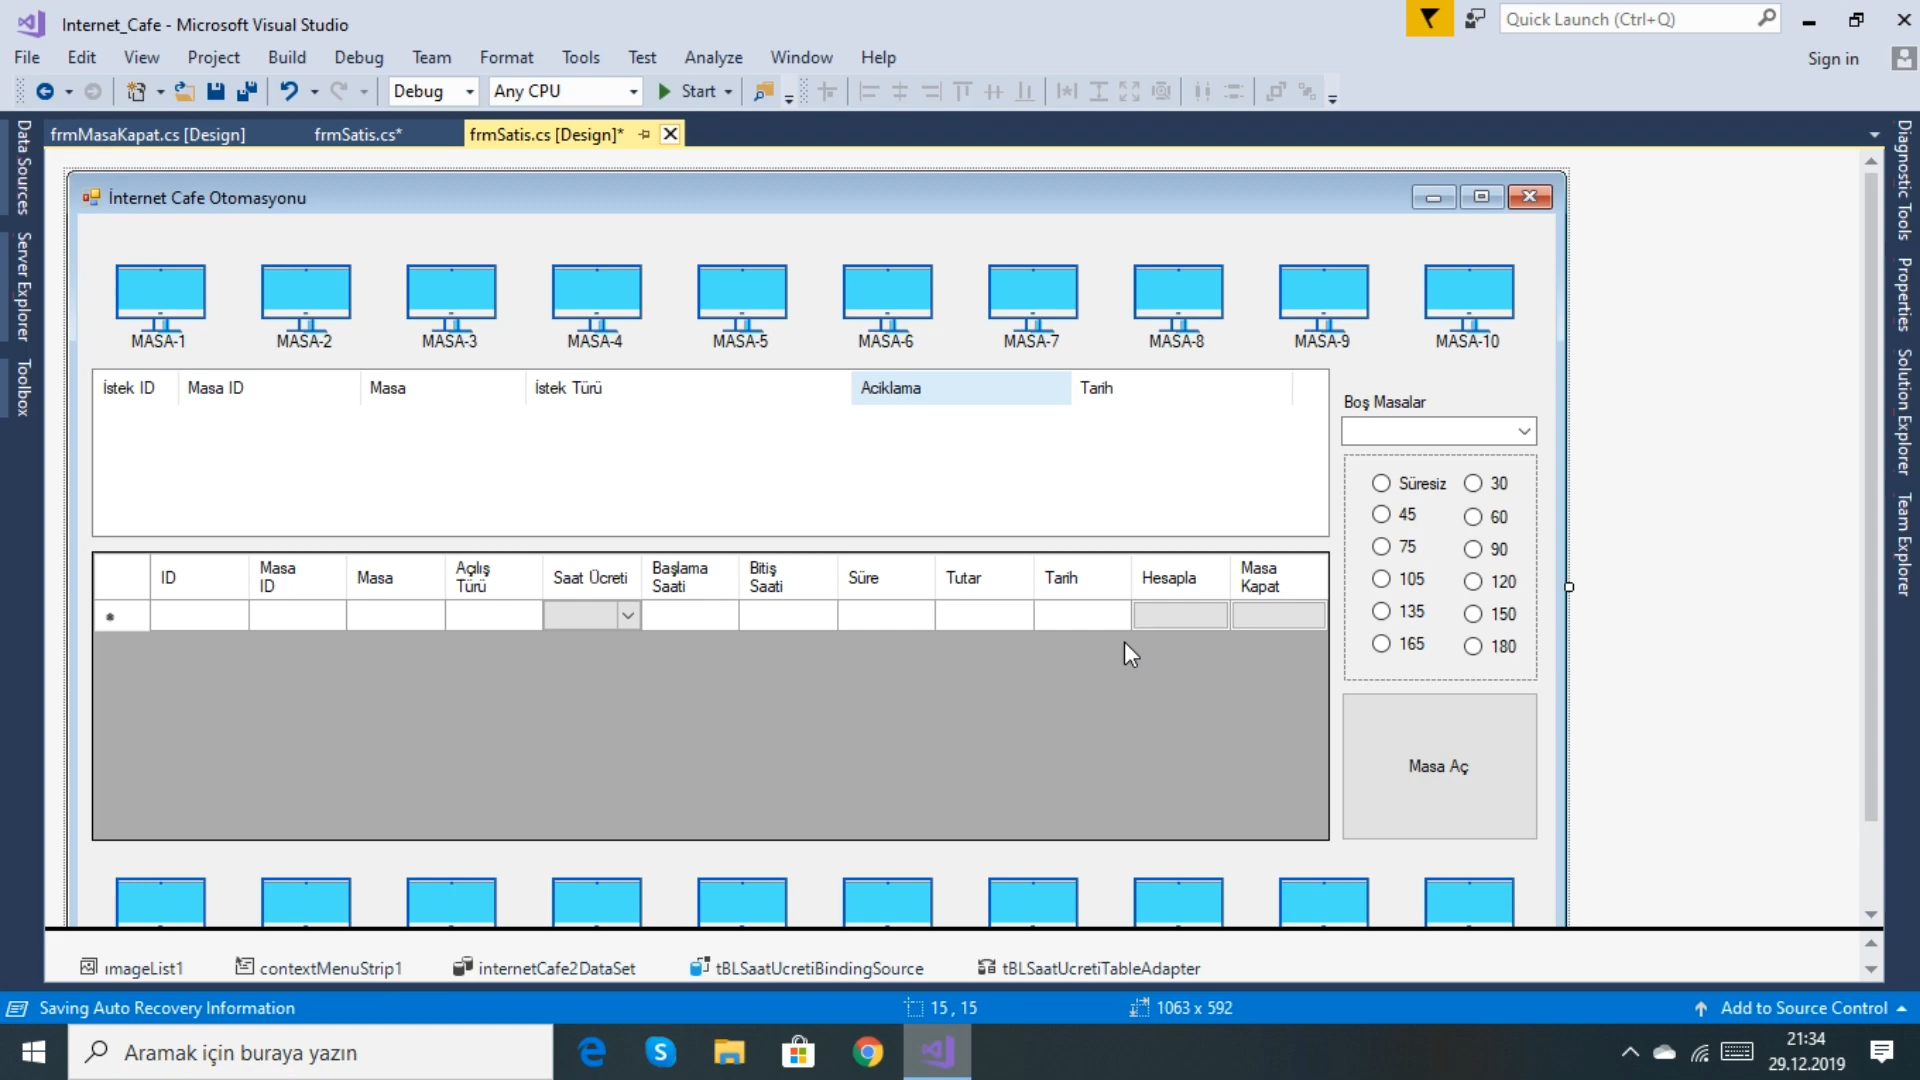 Internet_Cafe - Microsoft Visual Studio
Quick Launch (Ctrl+Q)
File Edit View Project Build Debug Team Format Tools Test Analyze Window Help
Sign in
Debug Any CPU Start
frmMasaKapat.cs [Design] frmSatis.cs* frmSatis.cs [Design]*
Data Sources
Server Explorer
Toolbox
Diagnostic Tools
Properties
Solution Explorer
Team Explorer
İnternet Cafe Otomasyonu
MASA-1 MASA-2 MASA-3 MASA-4 MASA-5 MASA-6 MASA-7 MASA-8 MASA-9 MASA-10
İstek ID Masa ID Masa İstek Türü Aciklama Tarih
Boş Masalar
Süresiz 30
45 60
75 90
105 120
135 150
165 180
ID Masa ID Masa Açılış Türü Saat Ücreti Başlama Saati Bitiş Saati Süre Tutar Tarih Hesapla Masa Kapat
Masa Aç
imageList1 contextMenuStrip1 internetCafe2DataSet tBLSaatUcretiBindingSource tBLSaatUcretiTableAdapter
Saving Auto Recovery Information 15 , 15 1063 x 592 Add to Source Control
Aramak için buraya yazın
21:34
29.12.2019